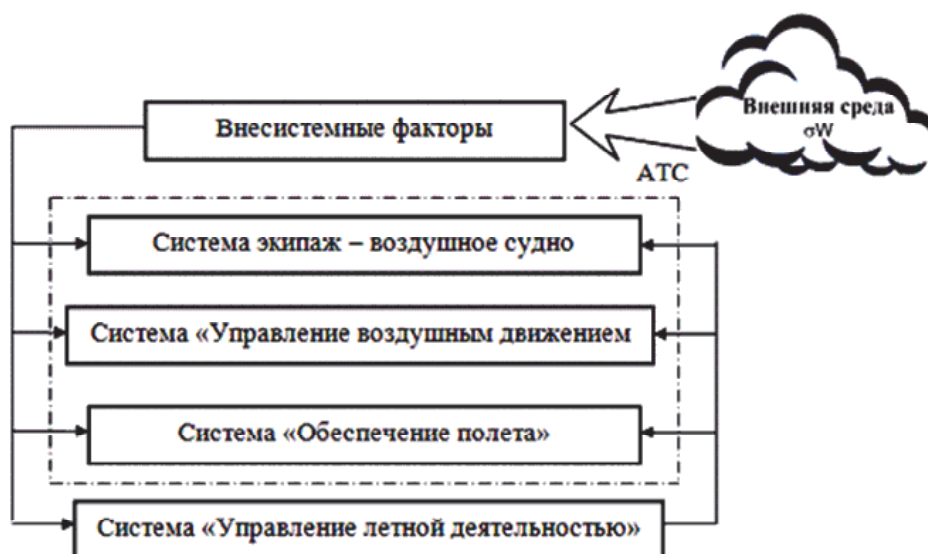 Внешняя среда
σW
Внесистемные факторы
АТС
Система экипаж – воздушное судно
Система «Управление воздушным движением
Система «Обеспечение полета»
Система «Управление летной деятельностью»